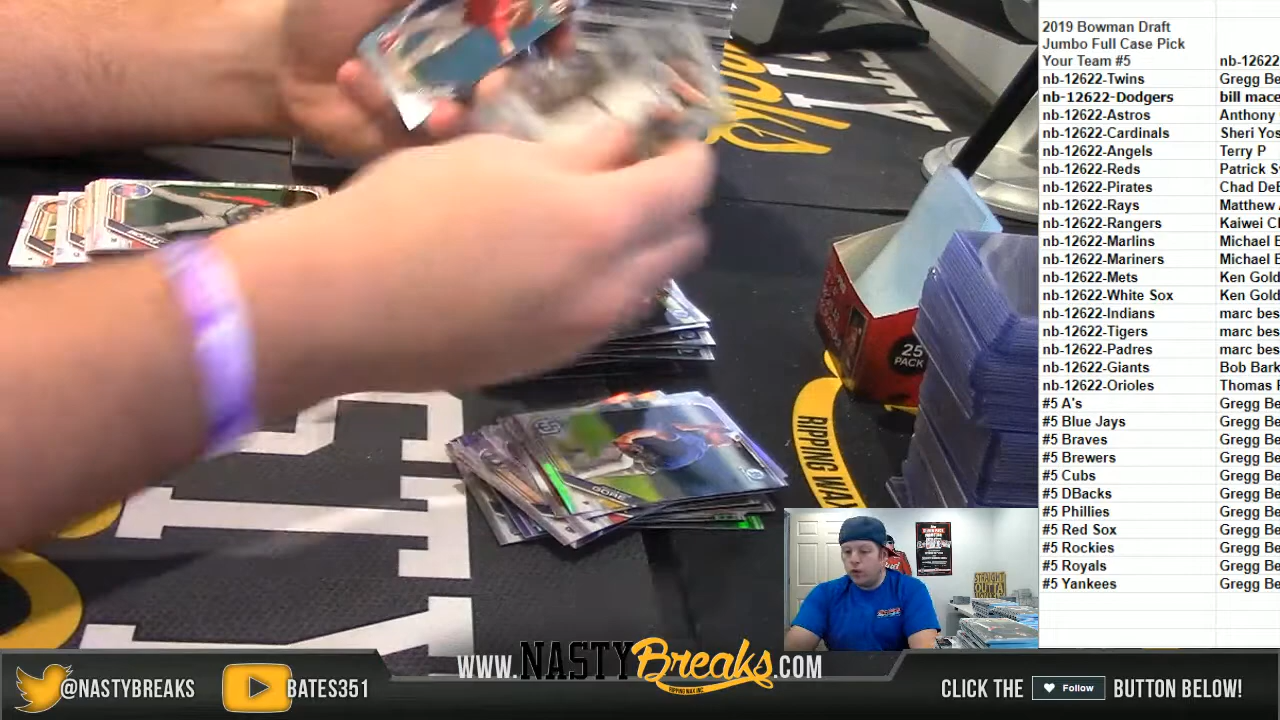 2019 Bowman Draft
Jumbo Full Case Pick
Your Team #5 nb-12622
nb-12622-Twins Gregg Be
nb-12622-Dodgers bill mace
nb-12622-Astros Anthony
nb-12622-Cardinals Sheri Yos
nb-12622-Angels Terry P
nb-12622-Reds Patrick S
nb-12622-Pirates Chad DeB
nb-12622-Rays Matthew
nb-12622-Rangers Kaiwei C
nb-12622-Marlins Michael B
nb-12622-Mariners Michael B
nb-12622-Mets Ken Gold
nb-12622-White Sox Ken Gold
nb-12622-Indians marc bes
nb-12622-Tigers marc bes
nb-12622-Padres marc bes
nb-12622-Giants Bob Bark
nb-12622-Orioles Thomas
#5 A's Gregg Be
#5 Blue Jays Gregg Be
#5 Braves Gregg Be
#5 Brewers Gregg Be
#5 Cubs Gregg Be
#5 DBacks Gregg Be
#5 Phillies Gregg Be
#5 Red Sox Gregg Be
#5 Rockies Gregg Be
#5 Royals Gregg Be
#5 Yankees Gregg Be
25
PACK
GORE
RIPPING WAX
STRAIGHT
OUTTA
@NASTYBREAKS
BATES351
WWW.NASTYBreaks.COM
RIPPING WAX INC
CLICK THE Follow BUTTON BELOW!